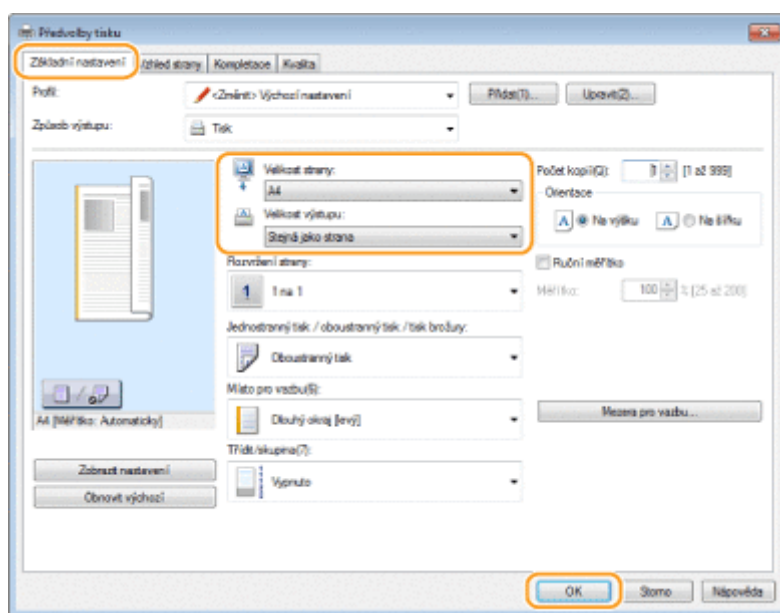 Předvolby tisku
Základní nastavení Vzhled strany Kompletace Kvalita
Profil: <Změnit> Výchozí nastavení Přidat(1)... Upravit(2)...
Způsob výstupu: Tisk
Velikost strany:
A4
Velikost výstupu:
Stejná jako strana
Počet kopií(Q): 1 [1 až 999]
Orientace
A Na výšku A Na šířku
Rozvržení strany:
1 1 na 1
Ruční měřítko
Měřítko: 100 % [25 až 200]
Jednostranný tisk / oboustranný tisk / tisk brožury:
Oboustranný tisk
Místo pro vazbu(6):
Dlouhý okraj [levý]
Mezera pro vazbu...
A4 [Měřítko: Automaticky]
Třídit/skupina(7):
Vypnuto
Zobrazit nastavení
Obnovit výchozí
OK Storno Nápověda